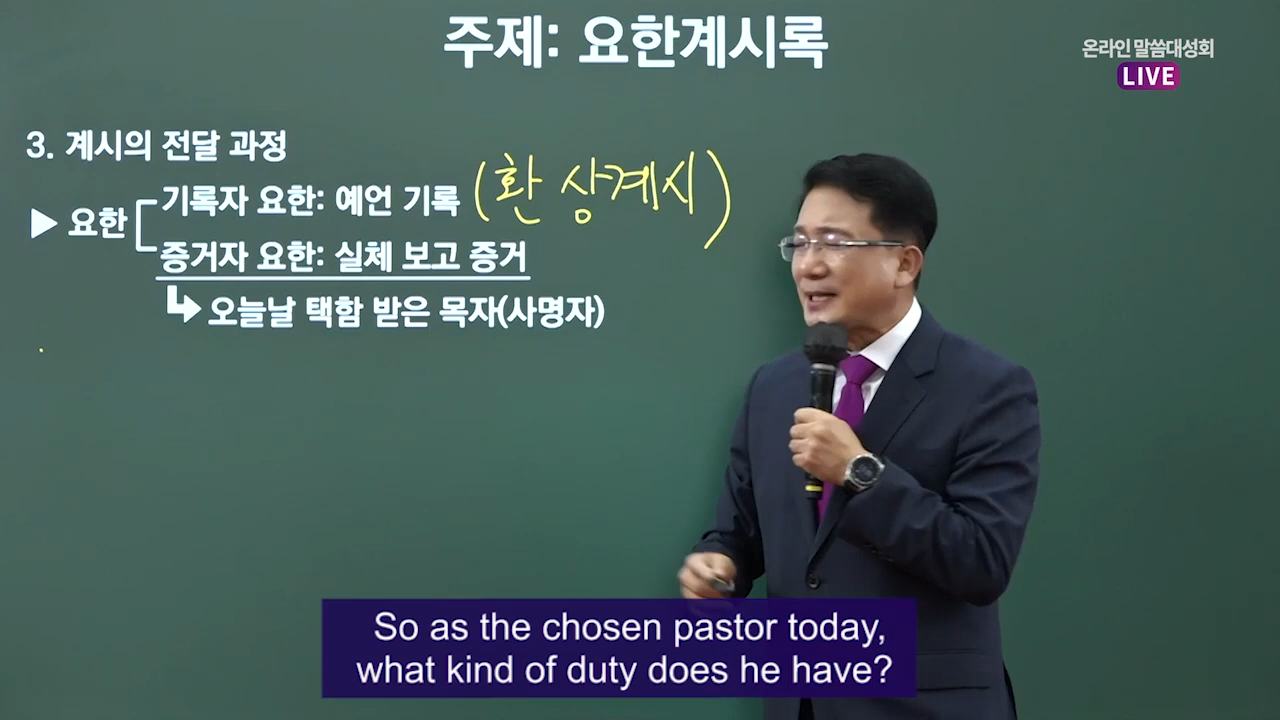 주제: 요한계시록
온라인 말씀대성회
LIVE
3. 계시의 전달 과정
▶ 요한
기록자 요한: 예언 기록 (환상계시)
증거자 요한: 실체 보고 증거
오늘날 택함 받은 목자(사명자)
So as the chosen pastor today,
what kind of duty does he have?